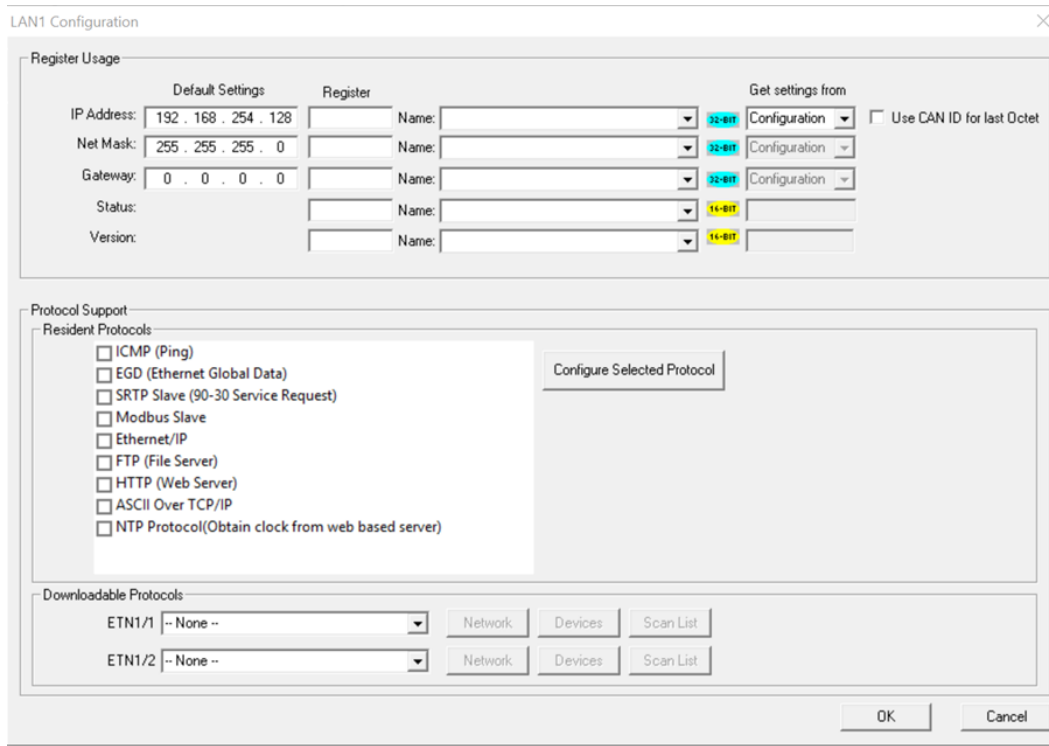 LAN1 Configuration
Register Usage
Default Settings Register Get settings from
IP Address: 192 . 168 . 254 . 128 Name: 32-BIT Configuration Use CAN ID for last Octet
Net Mask: 255 . 255 . 255 . 0 Name: 32-BIT Configuration
Gateway: 0 . 0 . 0 . 0 Name: 32-BIT Configuration
Status: Name: 16-BIT
Version: Name: 16-BIT
Protocol Support
Resident Protocols
ICMP (Ping)
EGD (Ethernet Global Data)
SRTP Slave (90-30 Service Request)
Modbus Slave
Ethernet/IP
FTP (File Server)
HTTP (Web Server)
ASCII Over TCP/IP
NTP Protocol(Obtain clock from web based server)
Configure Selected Protocol
Downloadable Protocols
ETN1/1 -- None -- Network Devices Scan List
ETN1/2 -- None -- Network Devices Scan List
OK Cancel